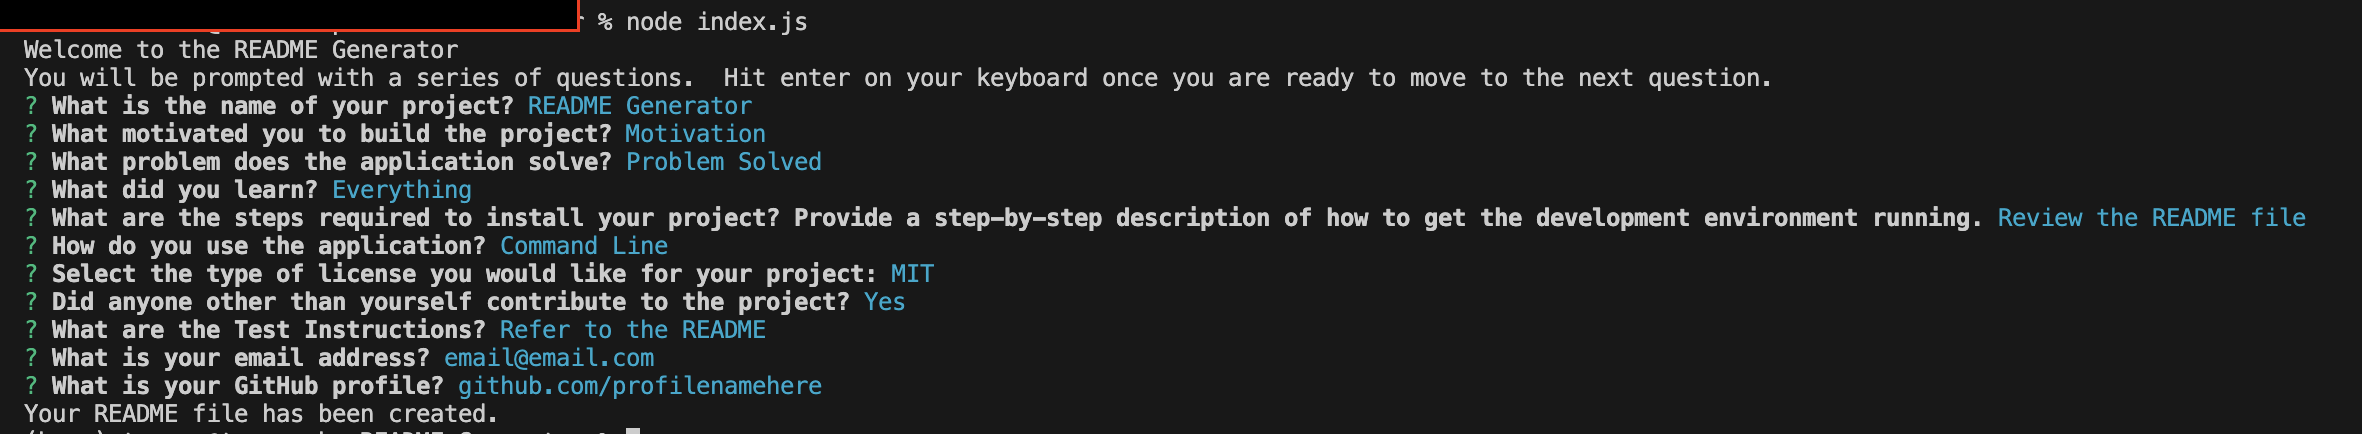 % node index.js
Welcome to the README Generator
You will be prompted with a series of questions.  Hit enter on your keyboard once you are ready to move to the next question.
? What is the name of your project? README Generator
? What motivated you to build the project? Motivation
? What problem does the application solve? Problem Solved
? What did you learn? Everything
? What are the steps required to install your project? Provide a step-by-step description of how to get the development environment running. Review the README file
? How do you use the application? Command Line
? Select the type of license you would like for your project: MIT
? Did anyone other than yourself contribute to the project? Yes
? What are the Test Instructions? Refer to the README
? What is your email address? email@email.com
? What is your GitHub profile? github.com/profilenamehere
Your README file has been created.